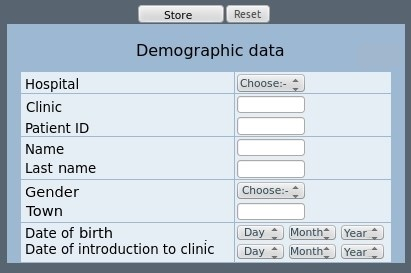 Store Reset
Demographic data
Hospital Choose:-
Clinic
Patient ID
Name
Last name
Gender Choose:-
Town
Date of birth Day Month Year
Date of introduction to clinic Day Month Year